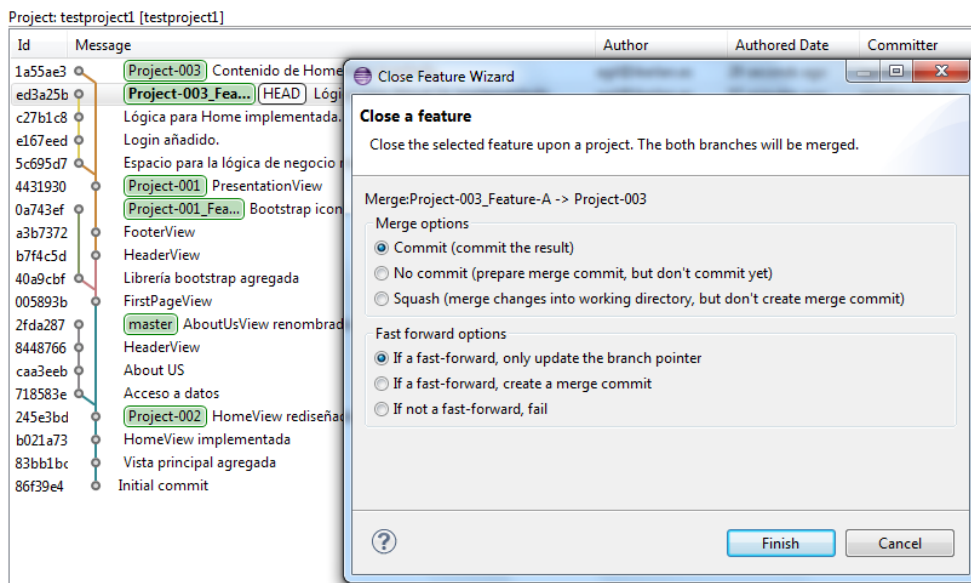 Project: testproject1 [testproject1]
Id Message Author Authored Date Committer
1a55ae3 Project-003 Contenido de Home
ed3a25b Project-003_Fea... HEAD Lógi
c27b1c8 Lógica para Home implementada.
e167eed Login añadido.
5c695d7 Espacio para la lógica de negocio
4431930 Project-001 PresentationView
0a743ef Project-001_Fea... Bootstrap icon
a3b7372 FooterView
b7f4c5d HeaderView
40a9cbf Librería bootstrap agregada
005893b FirstPageView
2fda287 master AboutUsView renombrad
8448766 HeaderView
caa3eeb About US
718583e Acceso a datos
245e3bd Project-002 HomeView rediseñad
b021a73 HomeView implementada
83bb1bc Vista principal agregada
86f39e4 Initial commit
Close Feature Wizard
Close a feature
Close the selected feature upon a project. The both branches will be merged.
Merge:Project-003_Feature-A -> Project-003
Merge options
Commit (commit the result)
No commit (prepare merge commit, but don't commit yet)
Squash (merge changes into working directory, but don't create merge commit)
Fast forward options
If a fast-forward, only update the branch pointer
If a fast-forward, create a merge commit
If not a fast-forward, fail
? Finish Cancel